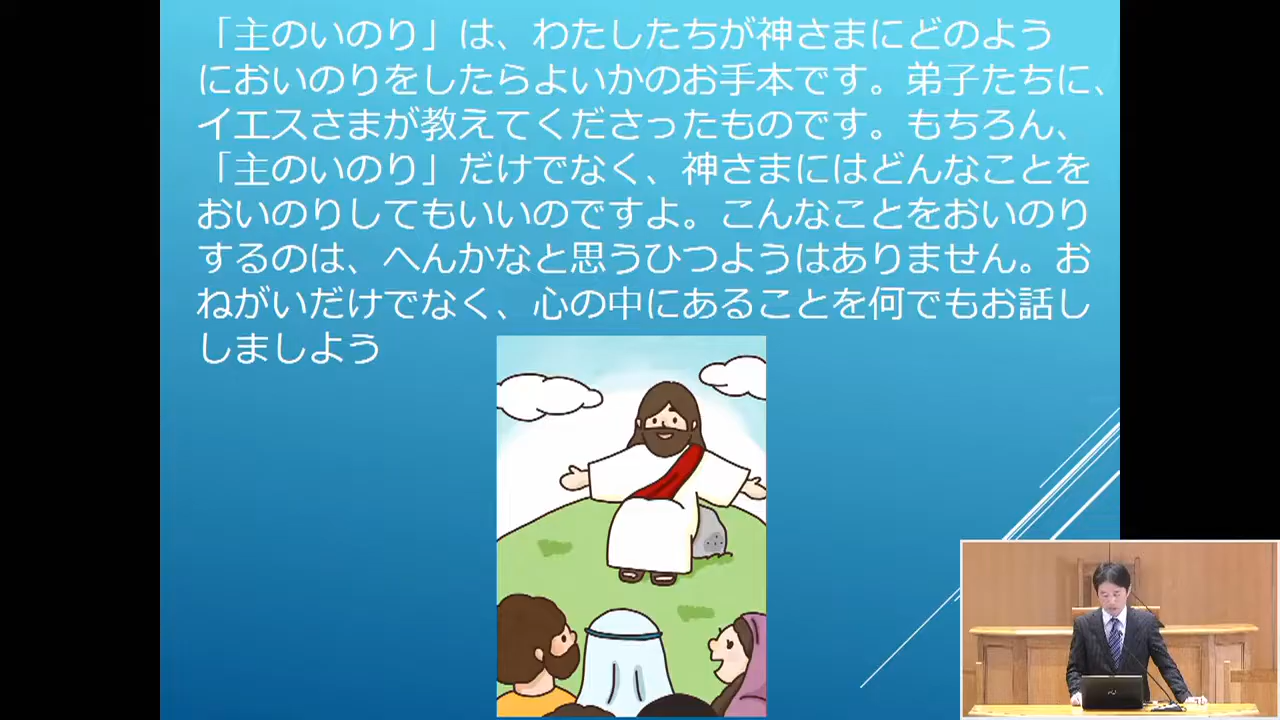 「主のいのり」は、わたしたちが神さまにどのよう
においのりをしたらよいかのお手本です。弟子たちに、
イエスさまが教えてくださったものです。もちろん、
「主のいのり」だけでなく、神さまにはどんなことを
おいのりしてもいいのですよ。こんなことをおいのり
するのは、へんかなと思うひつようはありません。お
ねがいだけでなく、心の中にあることを何でもお話し
しましよう